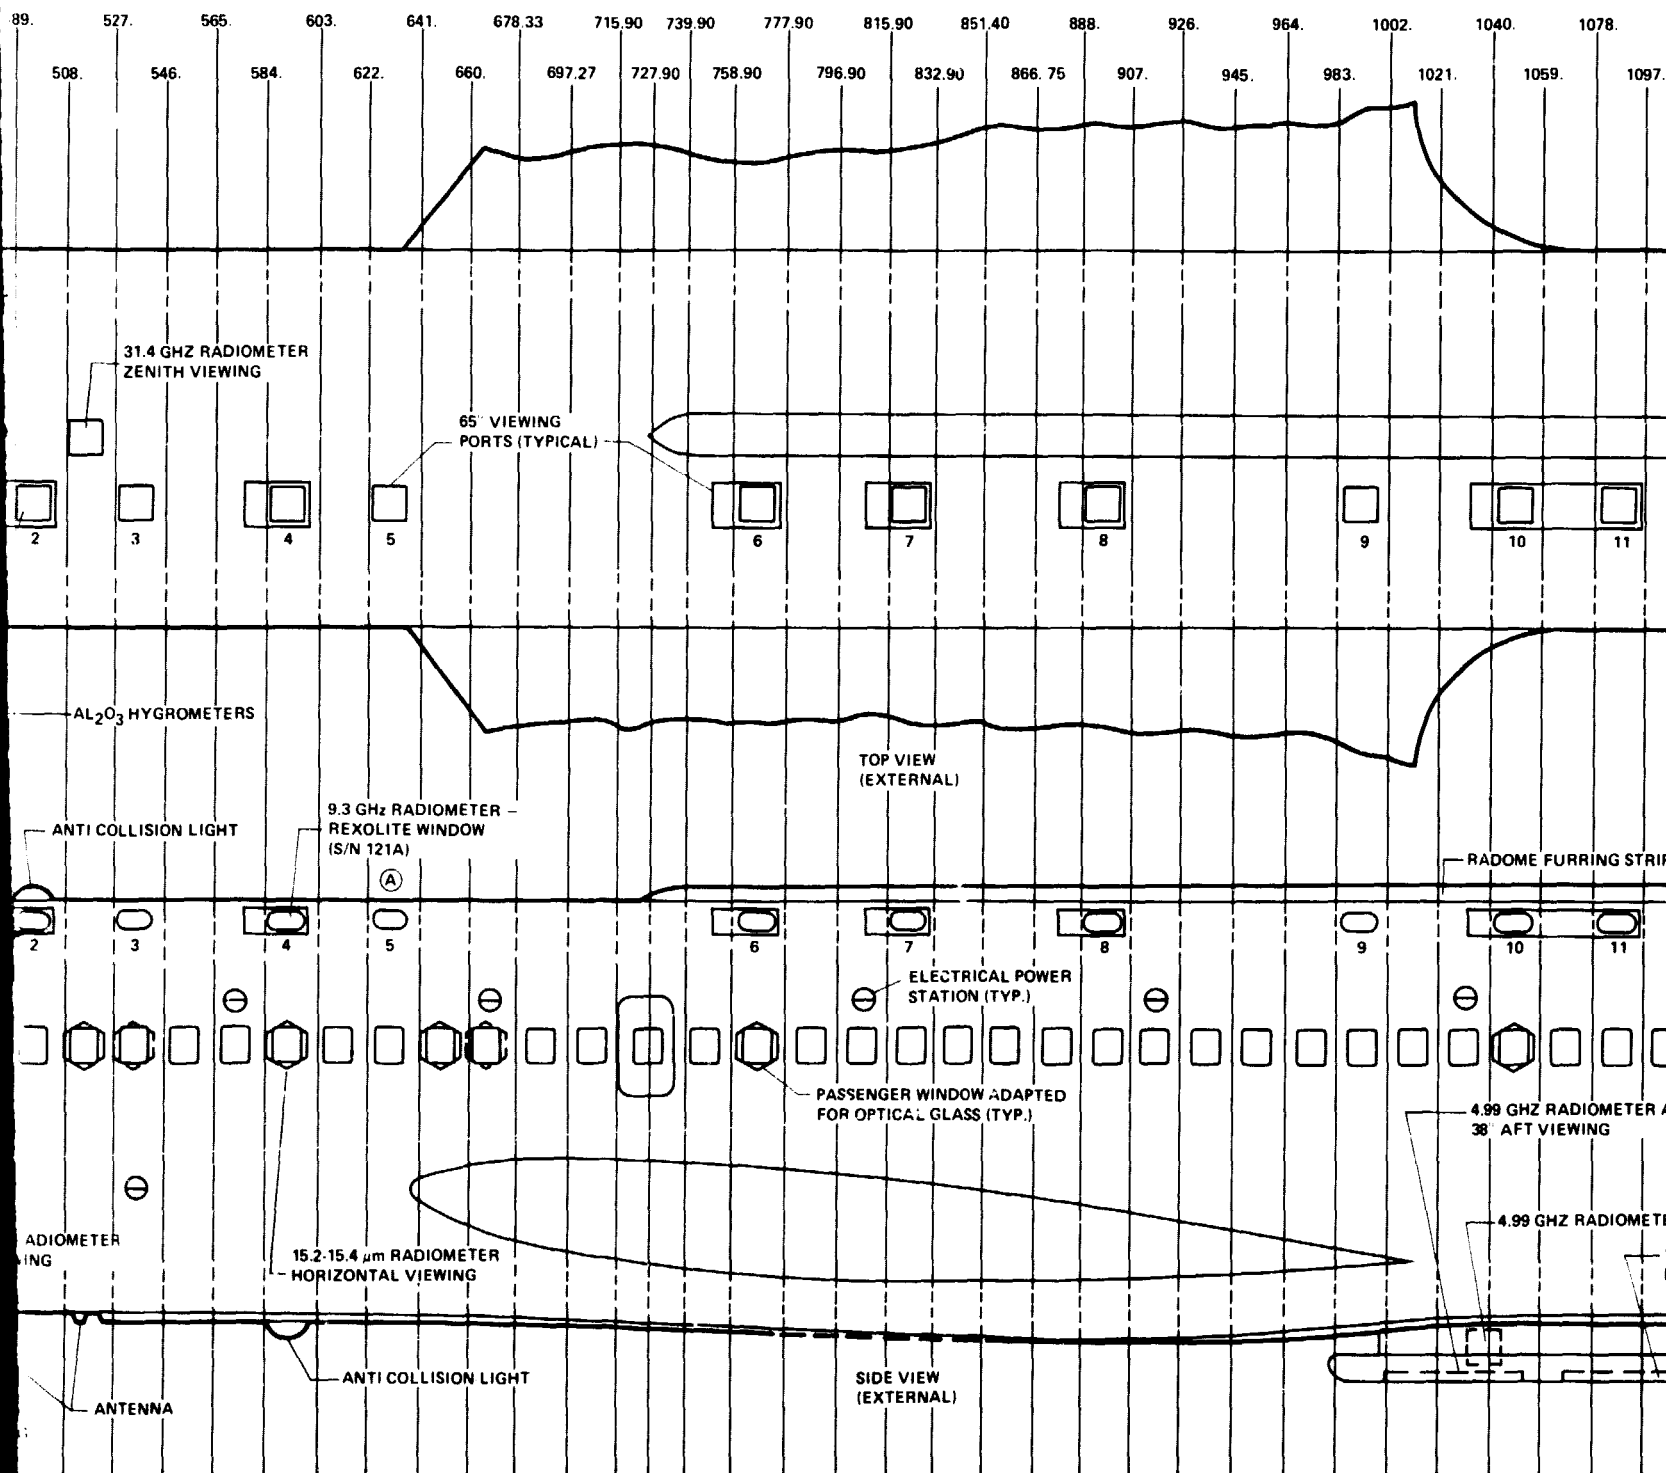 89. 527. 565. 603. 641. 678.33 715.90 739.90 777.90 815.90 851.40 888. 926. 964. 1002. 1040. 1078.
508. 546. 584. 622. 660. 697.27 727.90 758.90 796.90 832.90 866.75 907. 945. 983. 1021. 1059. 1097.
31.4 GHZ RADIOMETER
ZENITH VIEWING
65° VIEWING
PORTS (TYPICAL)
2 3 4 5 6 7 8 9 10 11
AL2O3 HYGROMETERS
TOP VIEW
(EXTERNAL)
9.3 GHz RADIOMETER –
REXOLITE WINDOW
(S/N 121A)
ANTI COLLISION LIGHT
A
RADOME FURRING STRIP
2 3 4 5 6 7 8 9 10 11
ELECTRICAL POWER
STATION (TYP.)
PASSENGER WINDOW ADAPTED
FOR OPTICAL GLASS (TYP.)
4.99 GHZ RADIOMETER A
38° AFT VIEWING
4.99 GHZ RADIOMETE
ADIOMETER
ING
15.2-15.4 µm RADIOMETER
HORIZONTAL VIEWING
ANTI COLLISION LIGHT
SIDE VIEW
(EXTERNAL)
ANTENNA